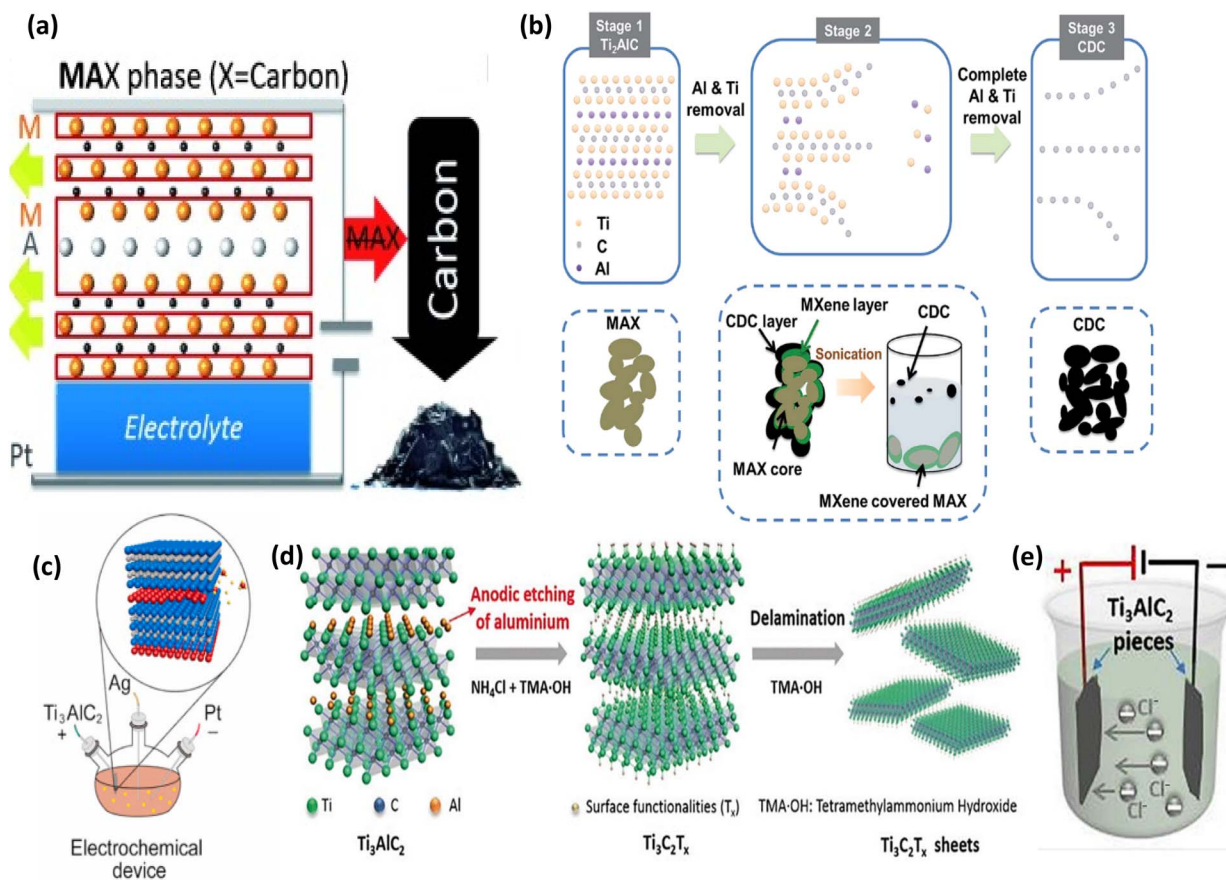 (a)
MAX phase (X=Carbon)
M
M
A
MAX
Carbon
Electrolyte
Pt
(b)
Stage 1
Ti₂AlC
Al & Ti
removal
Stage 2
Complete
Al & Ti
removal
Stage 3
CDC
Ti
C
Al
MAX
MXene layer
CDC layer
CDC
Sonication
MAX core
MXene covered MAX
CDC
(c)
Ag
Ti₃AlC₂
+
Pt
–
Electrochemical
device
(d)
Anodic etching
of aluminium
NH₄Cl + TMA·OH
Delamination
TMA·OH
Ti
C
Al
Surface functionalities (Tₓ)
TMA·OH: Tetramethylammonium Hydroxide
Ti₃AlC₂
Ti₃C₂Tₓ
Ti₃C₂Tₓ sheets
(e)
+
–
Ti₃AlC₂
pieces
Cl⁻
Cl⁻
Cl⁻
Cl⁻